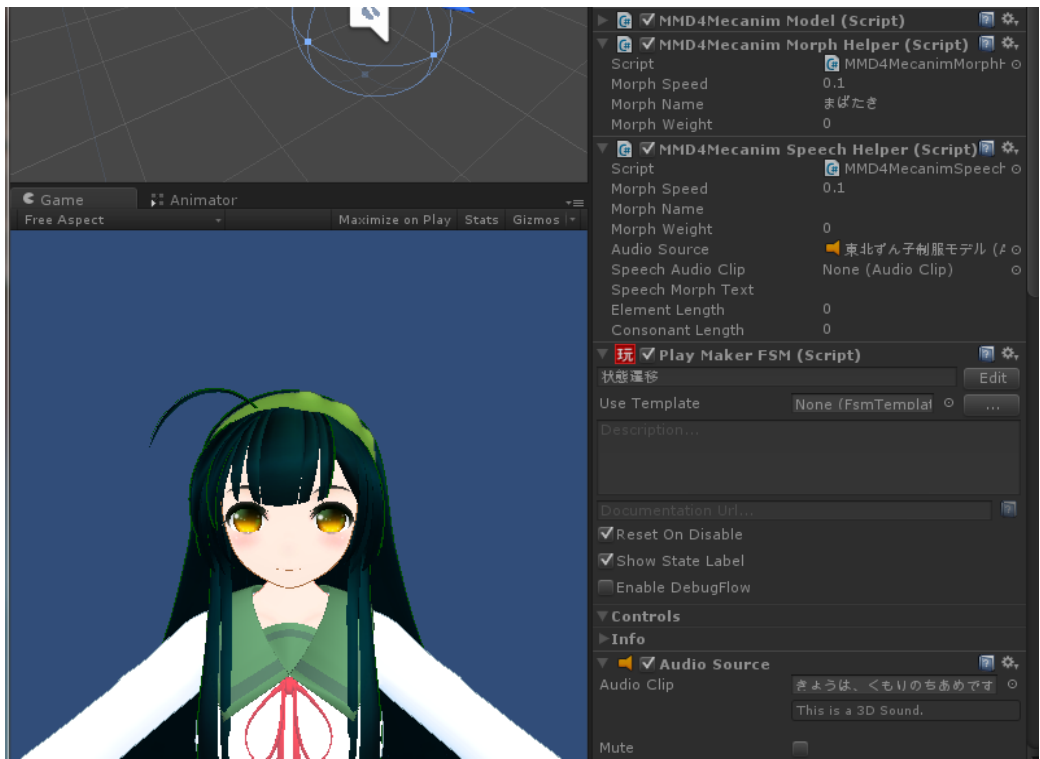 Game
Animator
Free Aspect
Maximize on Play
Stats
Gizmos
MMD4Mecanim Model (Script)
MMD4Mecanim Morph Helper (Script)
Script
MMD4MecanimMorphH
Morph Speed
0.1
Morph Name
まばたき
Morph Weight
0
MMD4Mecanim Speech Helper (Script)
Script
MMD4MecanimSpeech
Morph Speed
0.1
Morph Name
Morph Weight
0
Audio Source
東北ずん子制服モデル (A
Speech Audio Clip
None (Audio Clip)
Speech Morph Text
Element Length
0
Consonant Length
0
玩
Play Maker FSM (Script)
状態遷移
Edit
Use Template
None (FsmTemplat
...
Description...
Documentation Url...
Reset On Disable
Show State Label
Enable DebugFlow
Controls
Info
Audio Source
Audio Clip
きょうは、くもりのちあめです
This is a 3D Sound.
Mute